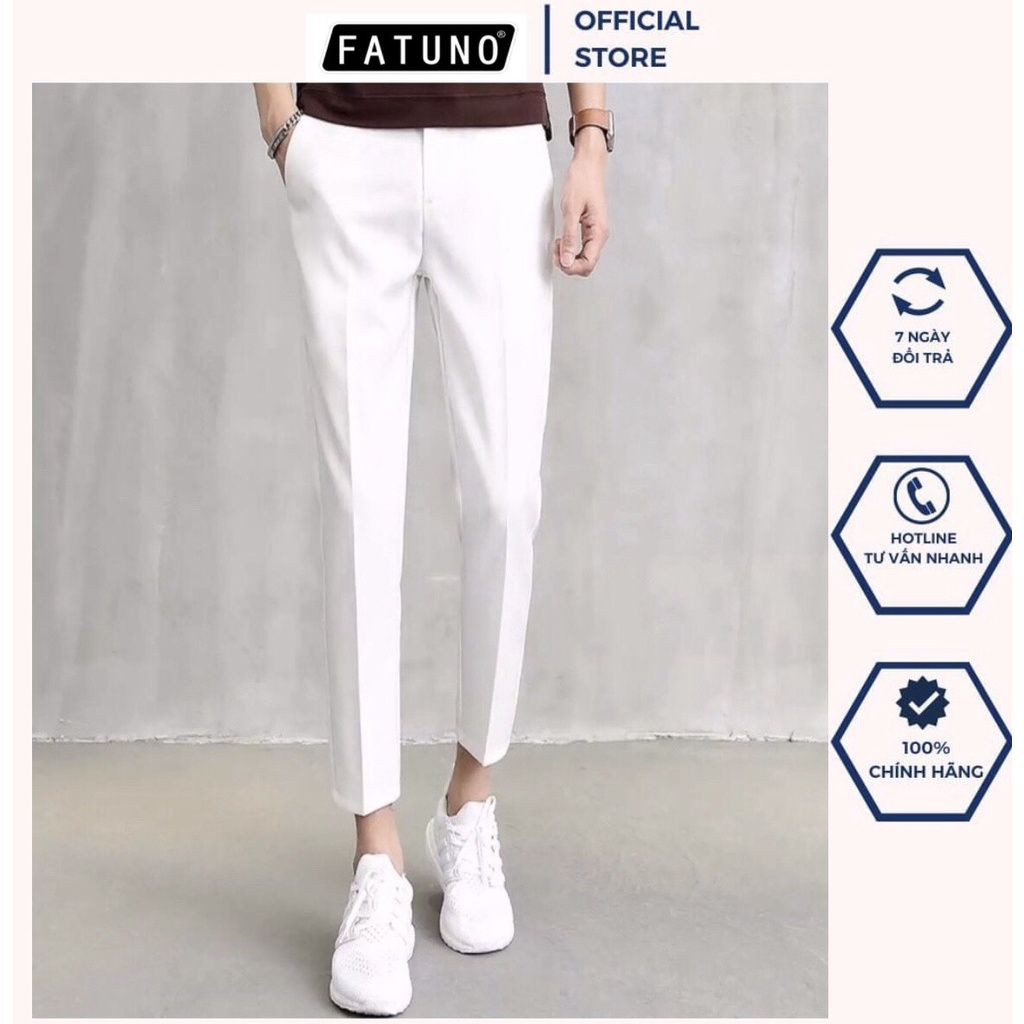 FATUNO®
OFFICIAL
STORE
7 NGÀY
ĐỔI TRẢ
HOTLINE
TƯ VẤN NHANH
100%
CHÍNH HÃNG